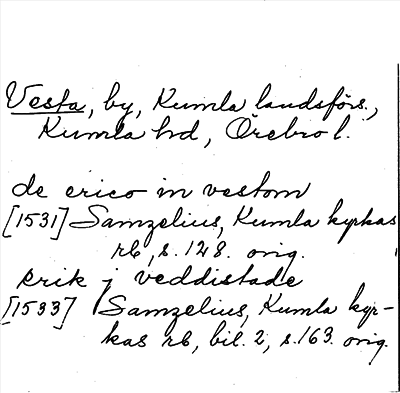 Vesta, by, Kumla landsförs.,
Kumla hd, Örebro l.
de erico in vestom
[1531] Samzelius, Kumla kyrkas
rb, s. 128. orig.
Erik j veddistade
[1533] Samzelius, Kumla kyr-
kas rb, bil. 2, s. 163. orig.